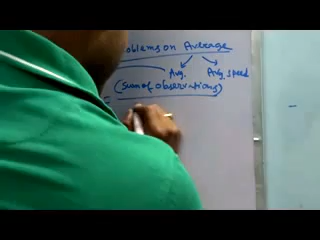 oblems on Average
Avg. Avg. speed
(sum of observations)
=